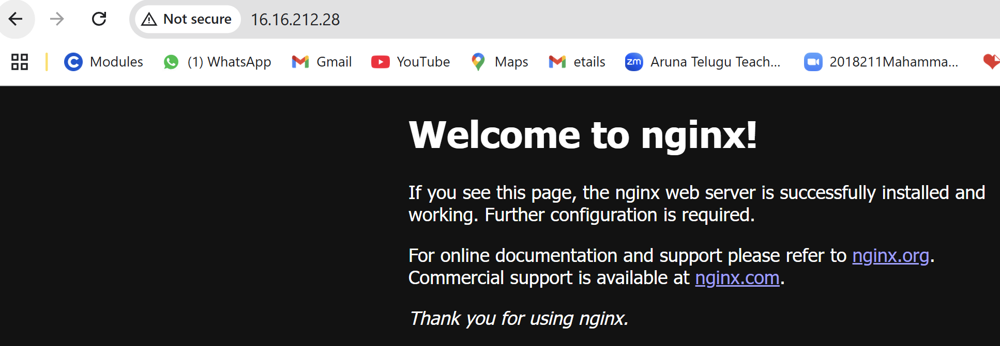 Not secure 16.16.212.28
Modules (1) WhatsApp Gmail YouTube Maps etails Aruna Telugu Teach... 2018211Mahamma...
Welcome to nginx!
If you see this page, the nginx web server is successfully installed and
working. Further configuration is required.
For online documentation and support please refer to nginx.org.
Commercial support is available at nginx.com.
Thank you for using nginx.